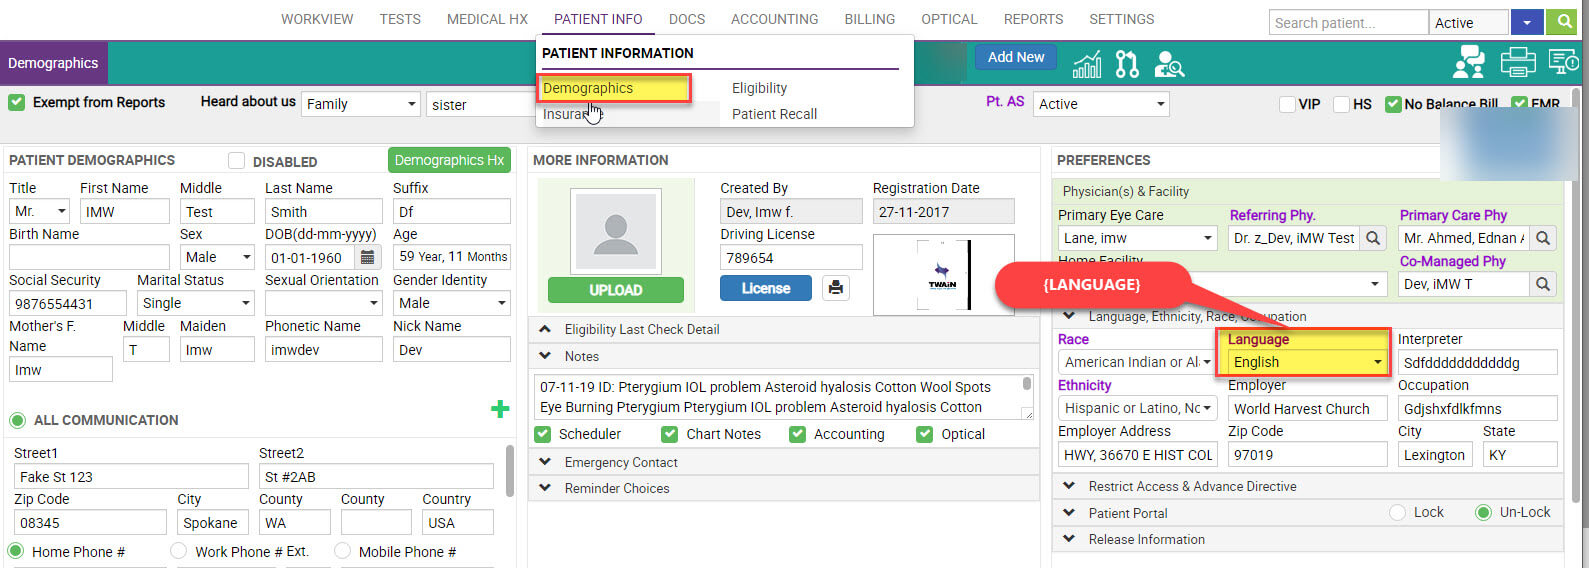 WORKVIEW TESTS MEDICAL HX PATIENT INFO DOCS ACCOUNTING BILLING OPTICAL REPORTS SETTINGS Search patient... Active
PATIENT INFORMATION
Demographics Add New
Demographics Eligibility
Insurance Patient Recall
Exempt from Reports Heard about us Family sister Pt. AS Active VIP HS No Balance Bill EMR
PATIENT DEMOGRAPHICS DISABLED Demographics Hx
Title First Name Middle Last Name Suffix
Mr. IMW Test Smith Df
Birth Name Sex DOB(dd-mm-yyyy) Age
Male 01-01-1960 59 Year, 11 Months
Social Security Marital Status Sexual Orientation Gender Identity
9876554431 Single Male
Mother's F. Name Middle Maiden Phonetic Name Nick Name
Imw T Imw imwdev Dev
ALL COMMUNICATION
Street1 Street2
Fake St 123 St #2AB
Zip Code City County County Country
08345 Spokane WA USA
Home Phone # Work Phone # Ext. Mobile Phone #
MORE INFORMATION
Created By Registration Date
Dev, Imw f. 27-11-2017
Driving License
789654
TWAIN
UPLOAD License
Eligibility Last Check Detail
Notes
07-11-19 ID: Pterygium IOL problem Asteroid hyalosis Cotton Wool Spots
Eye Burning Pterygium Pterygium IOL problem Asteroid hyalosis Cotton
Scheduler Chart Notes Accounting Optical
Emergency Contact
Reminder Choices
PREFERENCES
Physician(s) & Facility
Primary Eye Care Referring Phy. Primary Care Phy
Lane, imw Dr. z_Dev, iMW Test Mr. Ahmed, Ednan A
Home Facility Co-Managed Phy
Dev, iMW T
{LANGUAGE}
Language, Ethnicity, Race, Occupation
Race Language Interpreter
American Indian or Al English Sdfddddddddddddg
Ethnicity Employer Occupation
Hispanic or Latino, Nc World Harvest Church Gdjshxfdlkfmns
Employer Address Zip Code City State
HWY, 36670 E HIST COL 97019 Lexington KY
Restrict Access & Advance Directive
Patient Portal Lock Un-Lock
Release Information